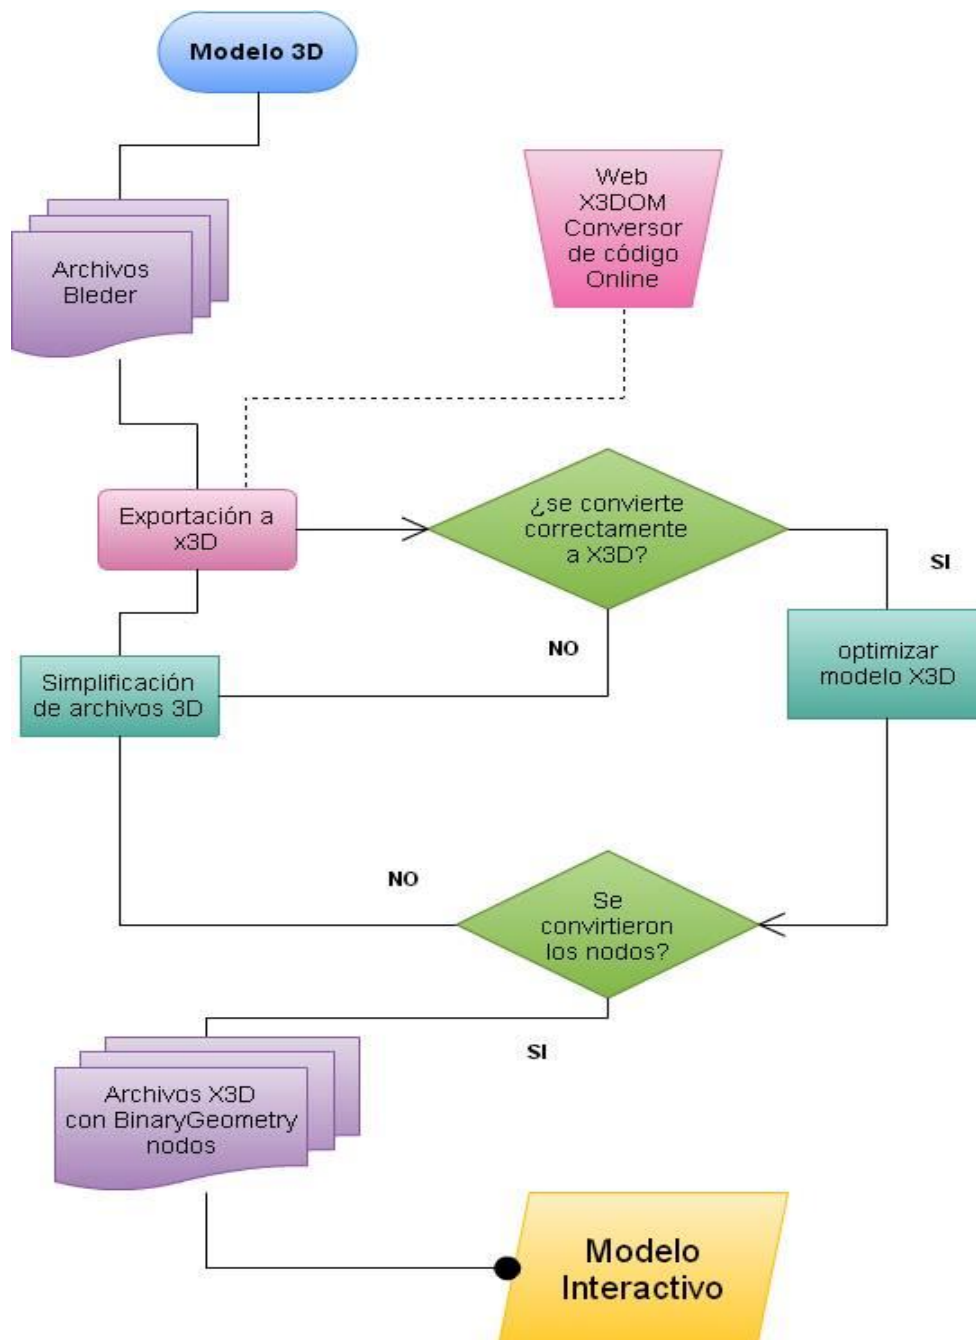 Modelo 3D
Web
X3DOM
Conversor
de código
Online
Archivos
Bleder
Exportación a
x3D
¿se convierte
correctamente
a X3D?
SI
NO
optimizar
modelo X3D
Simplificación
de archivos 3D
NO
Se
convirtieron
los nodos?
SI
Archivos X3D
con BinaryGeometry
nodos
Modelo
Interactivo